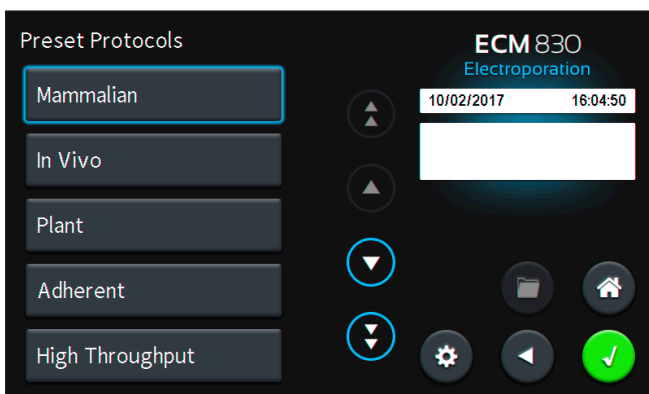 Preset Protocols
Mammalian
In Vivo
Plant
Adherent
High Throughput
ECM 830
Electroporation
10/02/2017 16:04:50